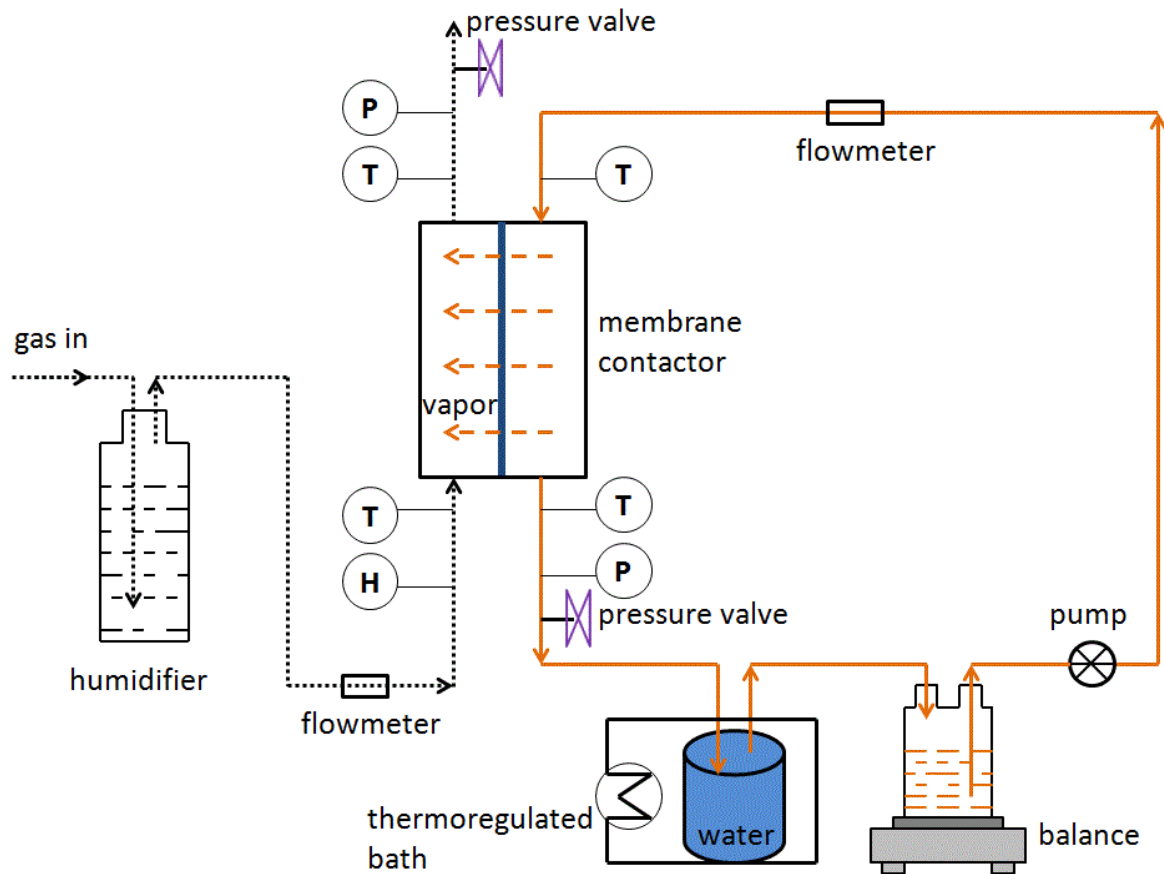 pressure valve
P
flowmeter
T
T
membrane
contactor
gas in
vapor
T
T
H
P
pressure valve
pump
humidifier
flowmeter
thermoregulated
bath
water
balance